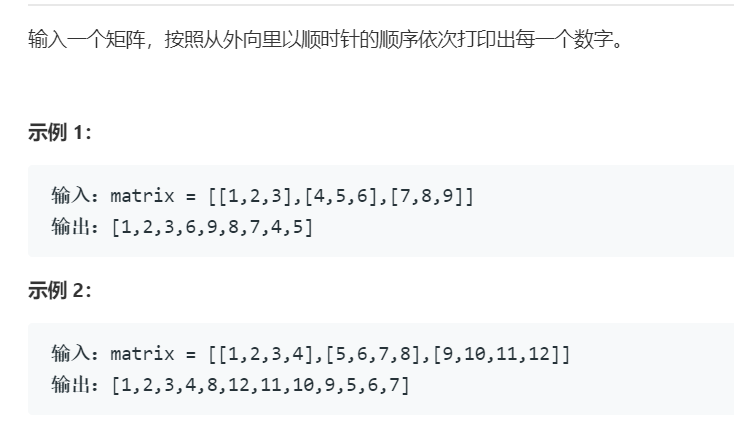 输入一个矩阵，按照从外向里以顺时针的顺序依次打印出每一个数字。
示例 1：
输入：matrix = [[1,2,3],[4,5,6],[7,8,9]]
输出：[1,2,3,6,9,8,7,4,5]
示例 2：
输入：matrix = [[1,2,3,4],[5,6,7,8],[9,10,11,12]]
输出：[1,2,3,4,8,12,11,10,9,5,6,7]